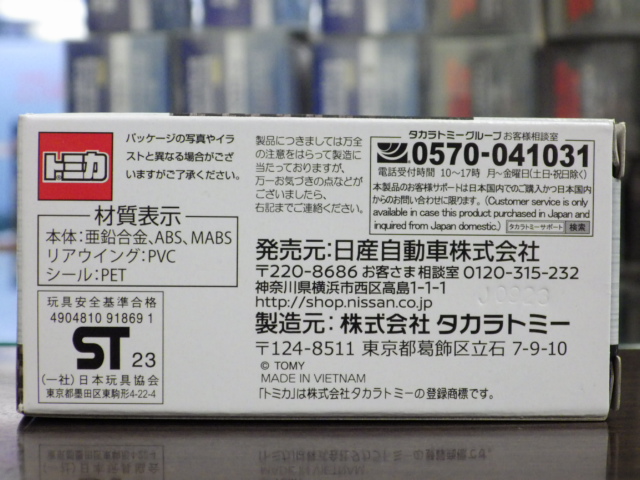 トミカ
パッケージの写真やイラ
ストと異なる場合がござ
いますがご了承ください。
材質表示
本体：亜鉛合金、ABS、MABS
リアウイング：PVC
シール：PET
玩具安全基準合格
4904810 91869 1
ST 23
(一社)日本玩具協会
東京都墨田区東駒形4-22-4
製品につきましては万全
の注意をはらって製造に
当たっておりますが、
万一お気づきの点などが
ございましたら、
右記までご連絡ください。
タカラトミーグループ お客様相談室
0570-041031
電話受付時間 10〜17時 月〜金曜日(土・日・祝日除く)
本製品のお客様サポートは日本国内でのご購入かつ日本国内
からのお問い合わせに限ります。(Customer service is only
available in case this product purchased in Japan and
inquired from Japan domestic.) タカラトミーサポート 検索
発売元：日産自動車株式会社
〒220-8686 お客さま相談室 0120-315-232
神奈川県横浜市西区高島1-1-1
http://shop.nissan.co.jp
製造元：株式会社 タカラトミー
〒124-8511 東京都葛飾区立石 7-9-10
© TOMY
MADE IN VIETNAM
「トミカ」は株式会社タカラトミーの登録商標です。